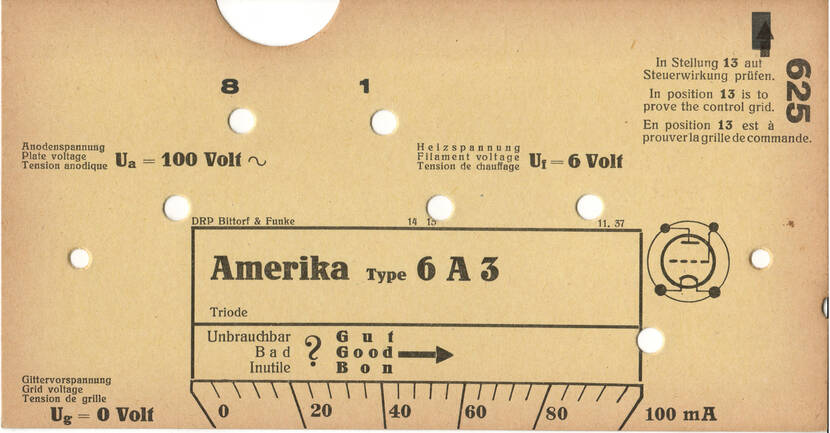 In Stellung 13 auf
Steuerwirkung prüfen.
In position 13 is to
prove the control grid.
En position 13 est à
prouver la grille de commande.
625
8
1
Anodenspannung
Plate voltage
Tension anodique
Ua = 100 Volt ~
Heizspannung
Filament voltage
Tension de chauffage
Uf = 6 Volt
DRP Bittorf & Funke
14 15
11. 37
Amerika Type 6 A 3
Triode
Unbrauchbar
Bad
Inutile
?
Gut
Good
Bon
Gittervorspannung
Grid voltage
Tension de grille
Ug = 0 Volt
0 20 40 60 80 100 mA